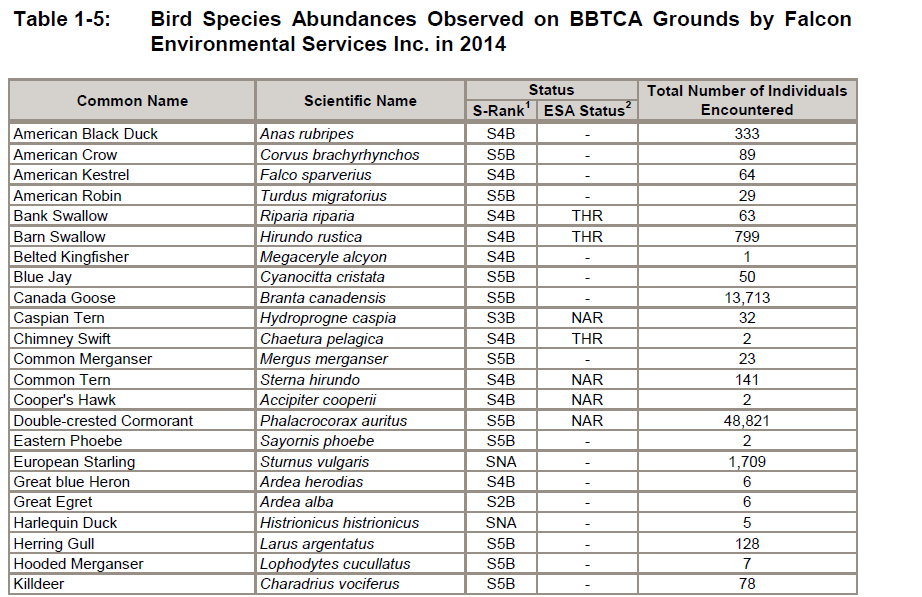 Table 1-5: Bird Species Abundances Observed on BBTCA Grounds by Falcon
Environmental Services Inc. in 2014
Common Name Scientific Name Status Total Number of Individuals Encountered
S-Rank1 ESA Status2
American Black Duck Anas rubripes S4B - 333
American Crow Corvus brachyrhynchos S5B - 89
American Kestrel Falco sparverius S4B - 64
American Robin Turdus migratorius S5B - 29
Bank Swallow Riparia riparia S4B THR 63
Barn Swallow Hirundo rustica S4B THR 799
Belted Kingfisher Megaceryle alcyon S4B - 1
Blue Jay Cyanocitta cristata S5B - 50
Canada Goose Branta canadensis S5B - 13,713
Caspian Tern Hydroprogne caspia S3B NAR 32
Chimney Swift Chaetura pelagica S4B THR 2
Common Merganser Mergus merganser S5B - 23
Common Tern Sterna hirundo S4B NAR 141
Cooper's Hawk Accipiter cooperii S4B NAR 2
Double-crested Cormorant Phalacrocorax auritus S5B NAR 48,821
Eastern Phoebe Sayornis phoebe S5B - 2
European Starling Sturnus vulgaris SNA - 1,709
Great blue Heron Ardea herodias S4B - 6
Great Egret Ardea alba S2B - 6
Harlequin Duck Histrionicus histrionicus SNA - 5
Herring Gull Larus argentatus S5B - 128
Hooded Merganser Lophodytes cucullatus S5B - 7
Killdeer Charadrius vociferus S5B - 78